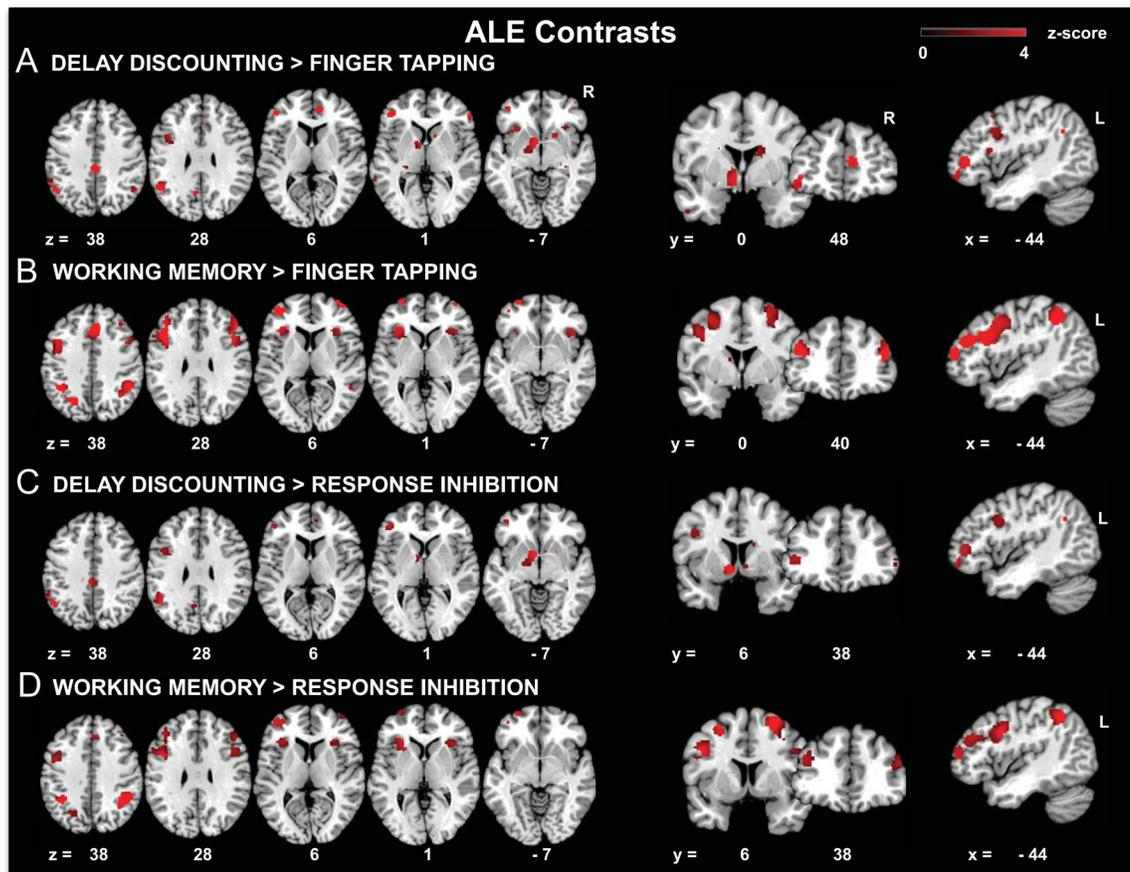 ALE Contrasts
z-score
0 4
A DELAY DISCOUNTING > FINGER TAPPING
R
R
L
z = 38 28 6 1 - 7 y = 0 48 x = - 44
B WORKING MEMORY > FINGER TAPPING
L
z = 38 28 6 1 -7 y = 0 40 x = - 44
C DELAY DISCOUNTING > RESPONSE INHIBITION
L
z = 38 28 6 1 - 7 y = 6 38 x = - 44
D WORKING MEMORY > RESPONSE INHIBITION
L
z = 38 28 6 1 -7 y = 6 38 x = - 44